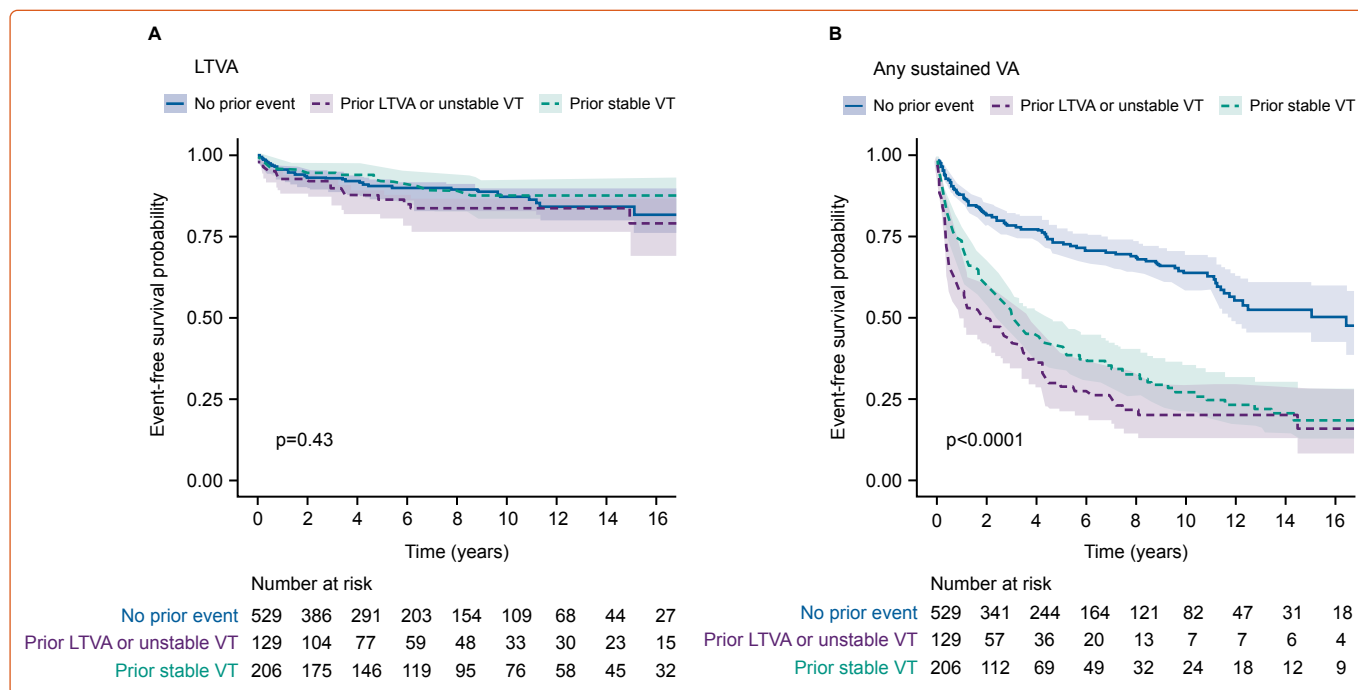 A
LTVA
No prior event Prior LTVA or unstable VT Prior stable VT
Event-free survival probability
1.00
0.75
0.50
0.25
0.00
p=0.43
0 2 4 6 8 10 12 14 16
Time (years)
Number at risk
No prior event 529 386 291 203 154 109 68 44 27
Prior LTVA or unstable VT 129 104 77 59 48 33 30 23 15
Prior stable VT 206 175 146 119 95 76 58 45 32
B
Any sustained VA
No prior event Prior LTVA or unstable VT Prior stable VT
Event-free survival probability
1.00
0.75
0.50
0.25
0.00
p<0.0001
0 2 4 6 8 10 12 14 16
Time (years)
Number at risk
No prior event 529 341 244 164 121 82 47 31 18
Prior LTVA or unstable VT 129 57 36 20 13 7 7 6 4
Prior stable VT 206 112 69 49 32 24 18 12 9